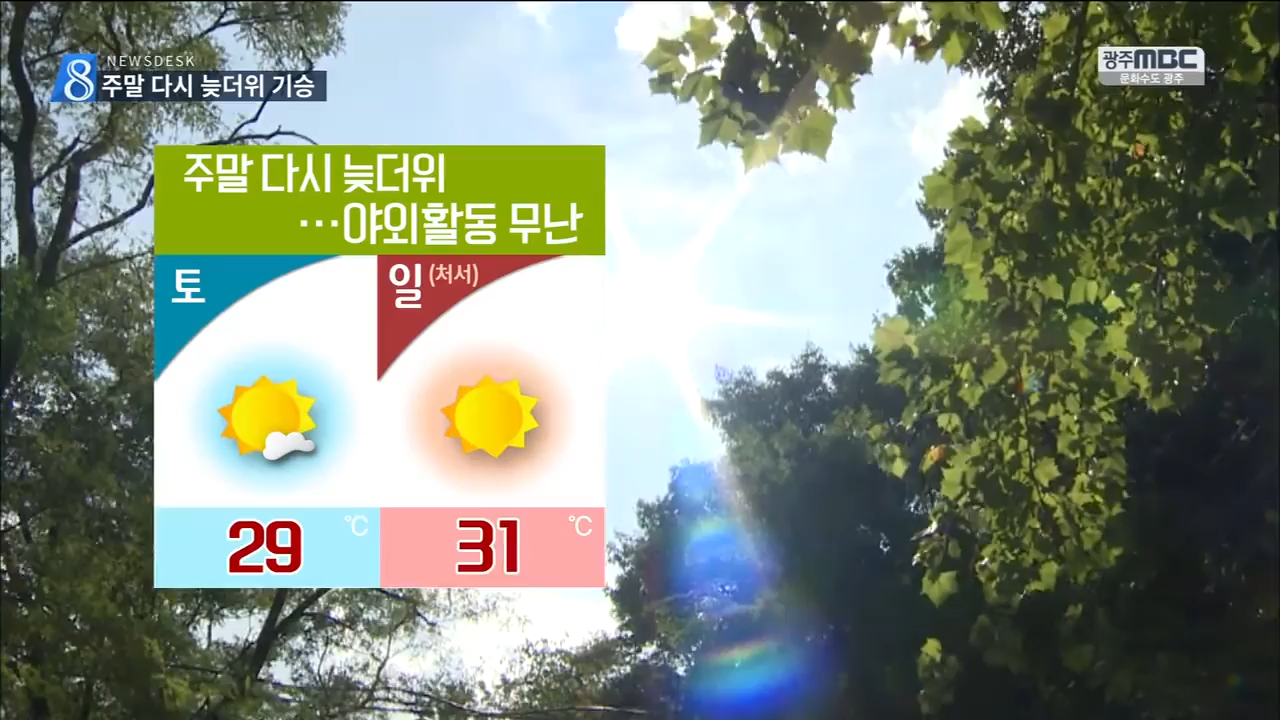 NEWSDESK
8 주말 다시 늦더위 기승
광주MBC
문화수도 광주
주말 다시 늦더위
…야외활동 무난
토
일 (처서)
29 ℃
31 ℃